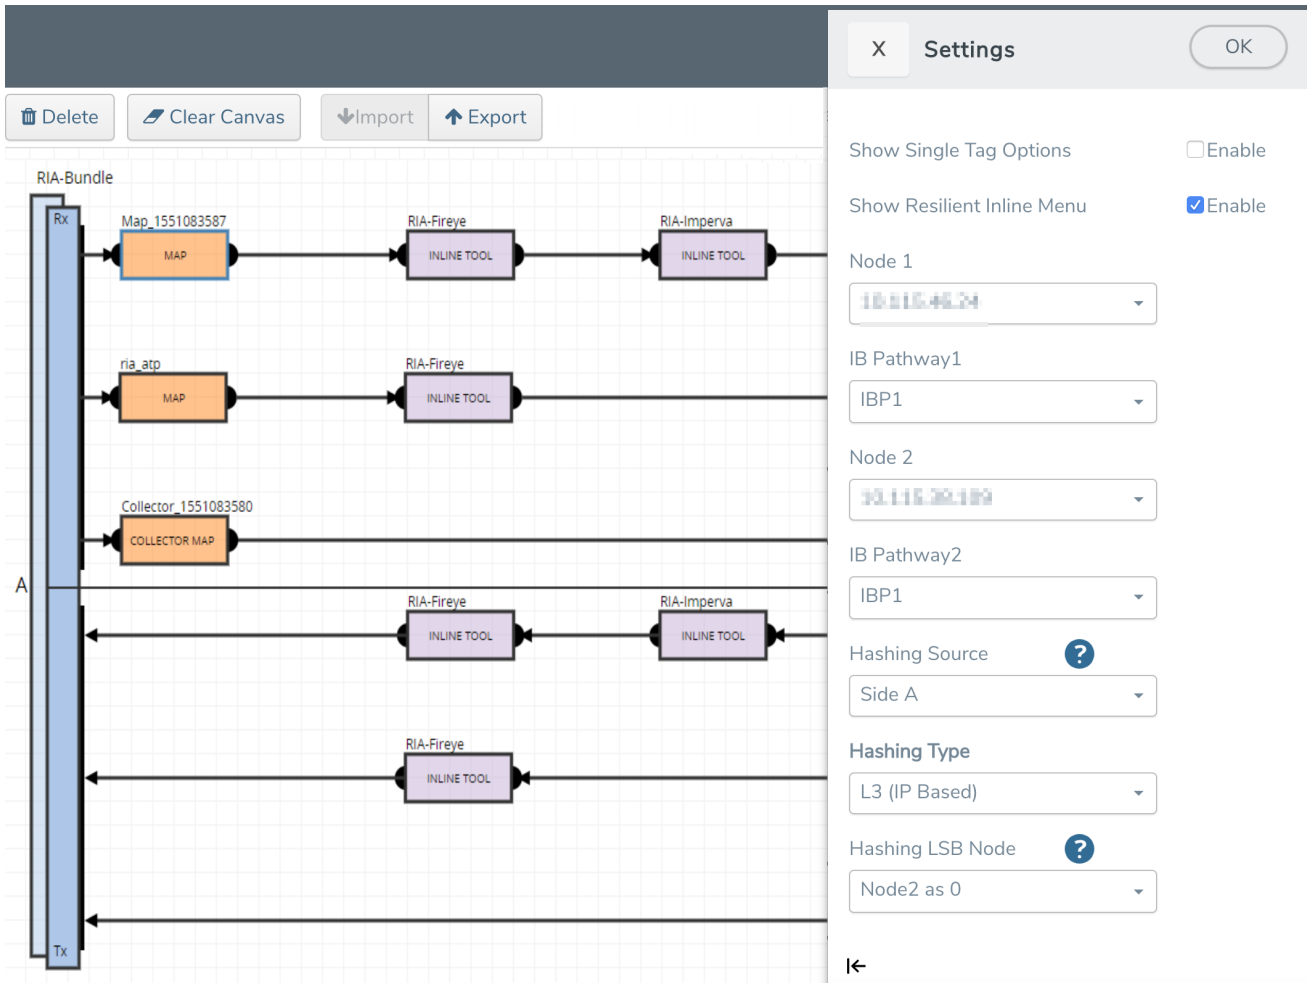 X
Settings
OK
Delete
Clear Canvas
Import
Export
RIA-Bundle
Rx
Map_1551083587
MAP
RIA-Fireye
INLINE TOOL
RIA-Imperva
INLINE TOOL
ria_atp
MAP
RIA-Fireye
INLINE TOOL
Collector_1551083580
COLLECTOR MAP
A
RIA-Fireye
INLINE TOOL
RIA-Imperva
INLINE TOOL
RIA-Fireye
INLINE TOOL
Tx
Show Single Tag Options
Enable
Show Resilient Inline Menu
Enable
Node 1
IB Pathway1
IBP1
Node 2
IB Pathway2
IBP1
Hashing Source
?
Side A
Hashing Type
L3 (IP Based)
Hashing LSB Node
?
Node2 as 0